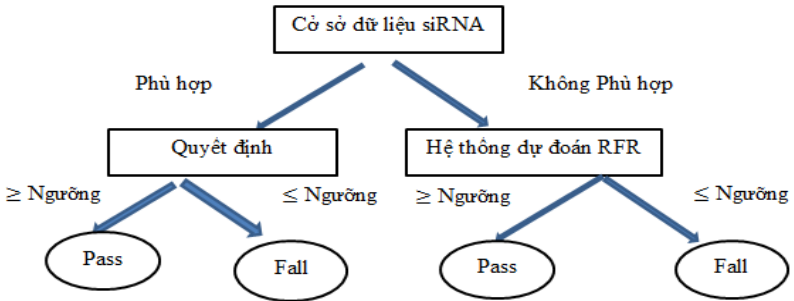 Cở sở dữ liệu siRNA
Phù hợp
Không Phù hợp
Quyết định
Hệ thống dự đoán RFR
≥ Ngưỡng
≤ Ngưỡng
≥ Ngưỡng
≤ Ngưỡng
Pass
Fall
Pass
Fall